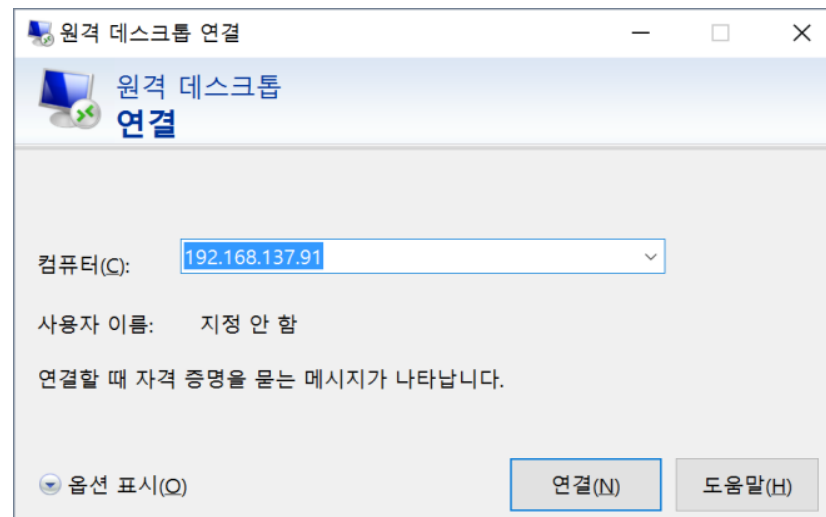 원격 데스크톱 연결
원격 데스크톱
연결
컴퓨터(C): 192.168.137.91
사용자 이름: 지정 안 함
연결할 때 자격 증명을 묻는 메시지가 나타납니다.
옵션 표시(O) 연결(N) 도움말(H)